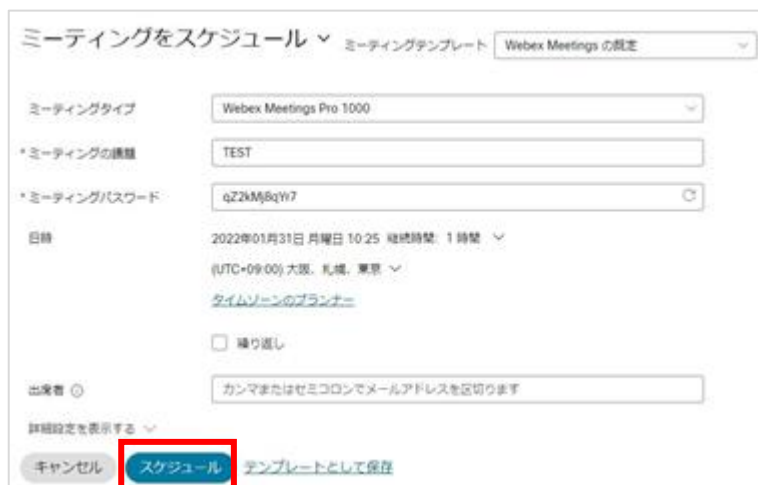 ミーティングをスケジュール ミーティングテンプレート Webex Meetings の既定
ミーティングタイプ Webex Meetings Pro 1000
*ミーティングの議題 TEST
*ミーティングパスワード qZ2kMj8qYr7
日時 2022年01月31日 月曜日 10:25 継続時間: 1 時間
(UTC+09:00) 大阪、札幌、東京
タイムゾーンのプランナー
繰り返し
出席者 カンマまたはセミコロンでメールアドレスを区切ります
詳細設定を表示する
キャンセル スケジュール テンプレートとして保存